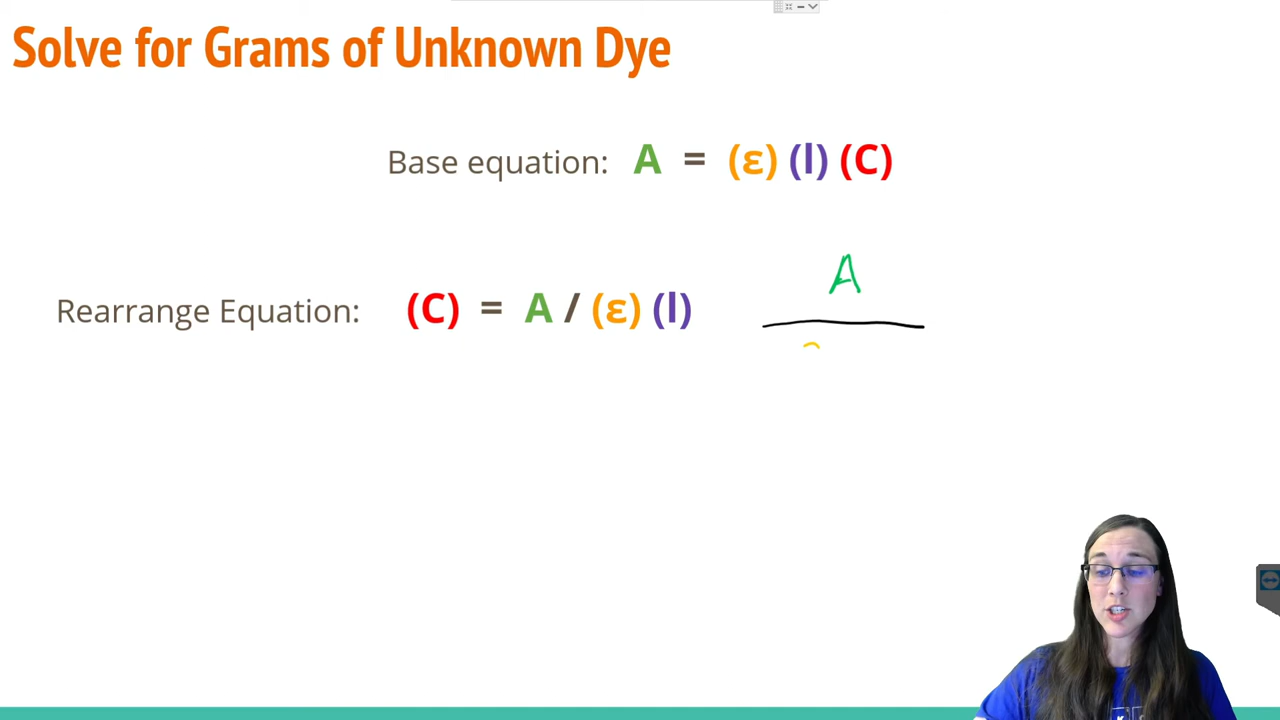 Solve for Grams of Unknown Dye
Base equation: A = (ε) (l) (C)
Rearrange Equation: (C) = A / (ε) (l)
A